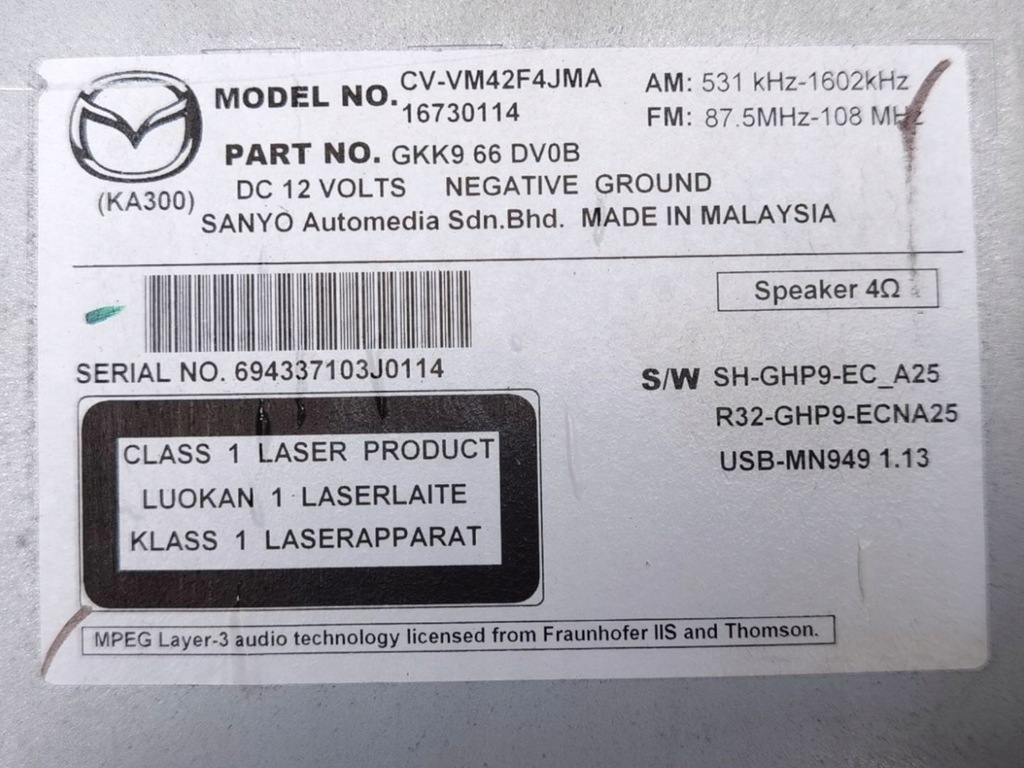 MODEL NO. CV-VM42F4JMA
16730114
AM: 531 kHz-1602kHz
FM: 87.5MHz-108 MHz
PART NO. GKK9 66 DV0B
(KA300)
DC 12 VOLTS NEGATIVE GROUND
SANYO Automedia Sdn.Bhd. MADE IN MALAYSIA
Speaker 4Ω
SERIAL NO. 694337103J0114
S/W SH-GHP9-EC_A25
R32-GHP9-ECNA25
USB-MN949 1.13
CLASS 1 LASER PRODUCT
LUOKAN 1 LASERLAITE
KLASS 1 LASERAPPARAT
MPEG Layer-3 audio technology licensed from Fraunhofer IIS and Thomson.